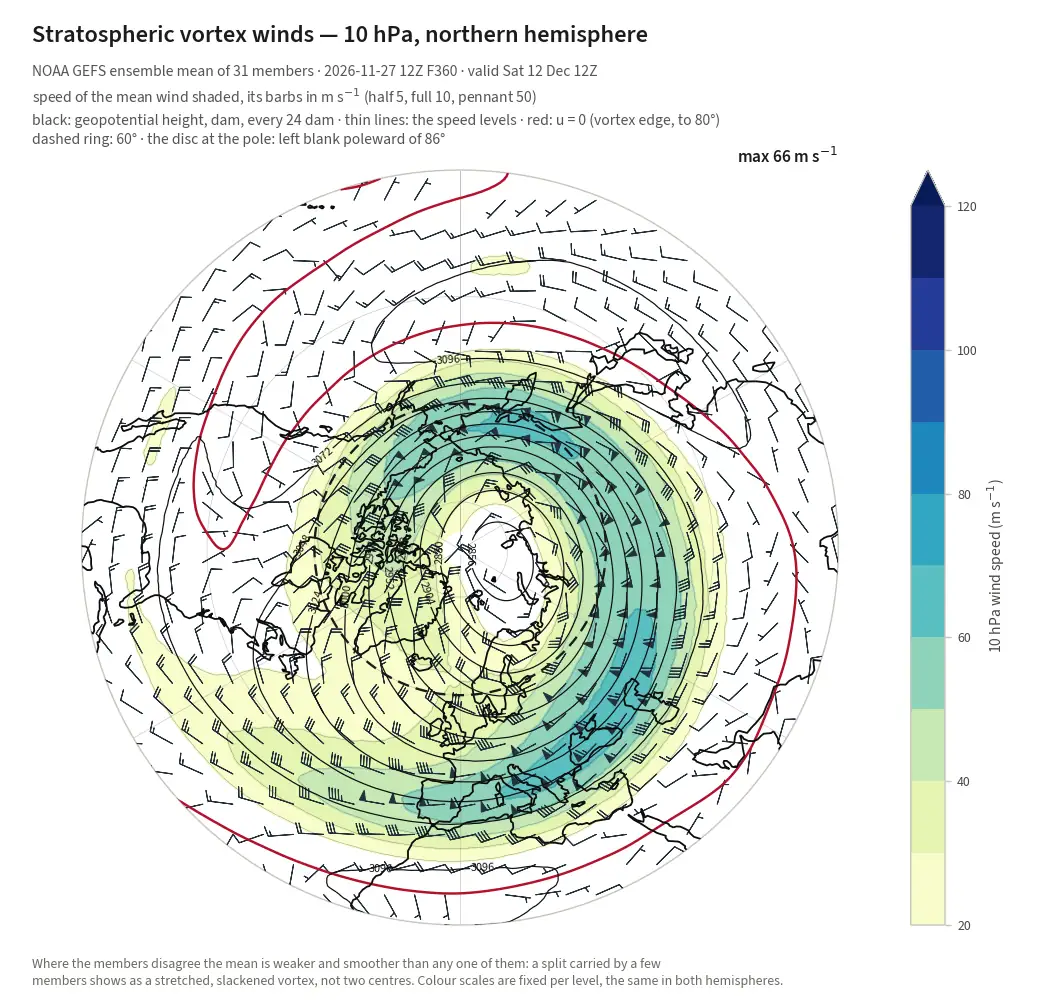 Stratospheric vortex winds — 10 hPa, northern hemisphere
NOAA GEFS ensemble mean of 31 members · 2026-11-27 12Z F360 · valid Sat 12 Dec 12Z
speed of the mean wind shaded, its barbs in m s⁻¹ (half 5, full 10, pennant 50)
black: geopotential height, dam, every 24 dam · thin lines: the speed levels · red: u = 0 (vortex edge, to 80°)
dashed ring: 60° · the disc at the pole: left blank poleward of 86°
max 66 m s⁻¹
120
100
80
60
40
20
10 hPa wind speed (m s⁻¹)
3096
3072
3096
Where the members disagree the mean is weaker and smoother than any one of them: a split carried by a few
members shows as a stretched, slackened vortex, not two centres. Colour scales are fixed per level, the same in both hemispheres.